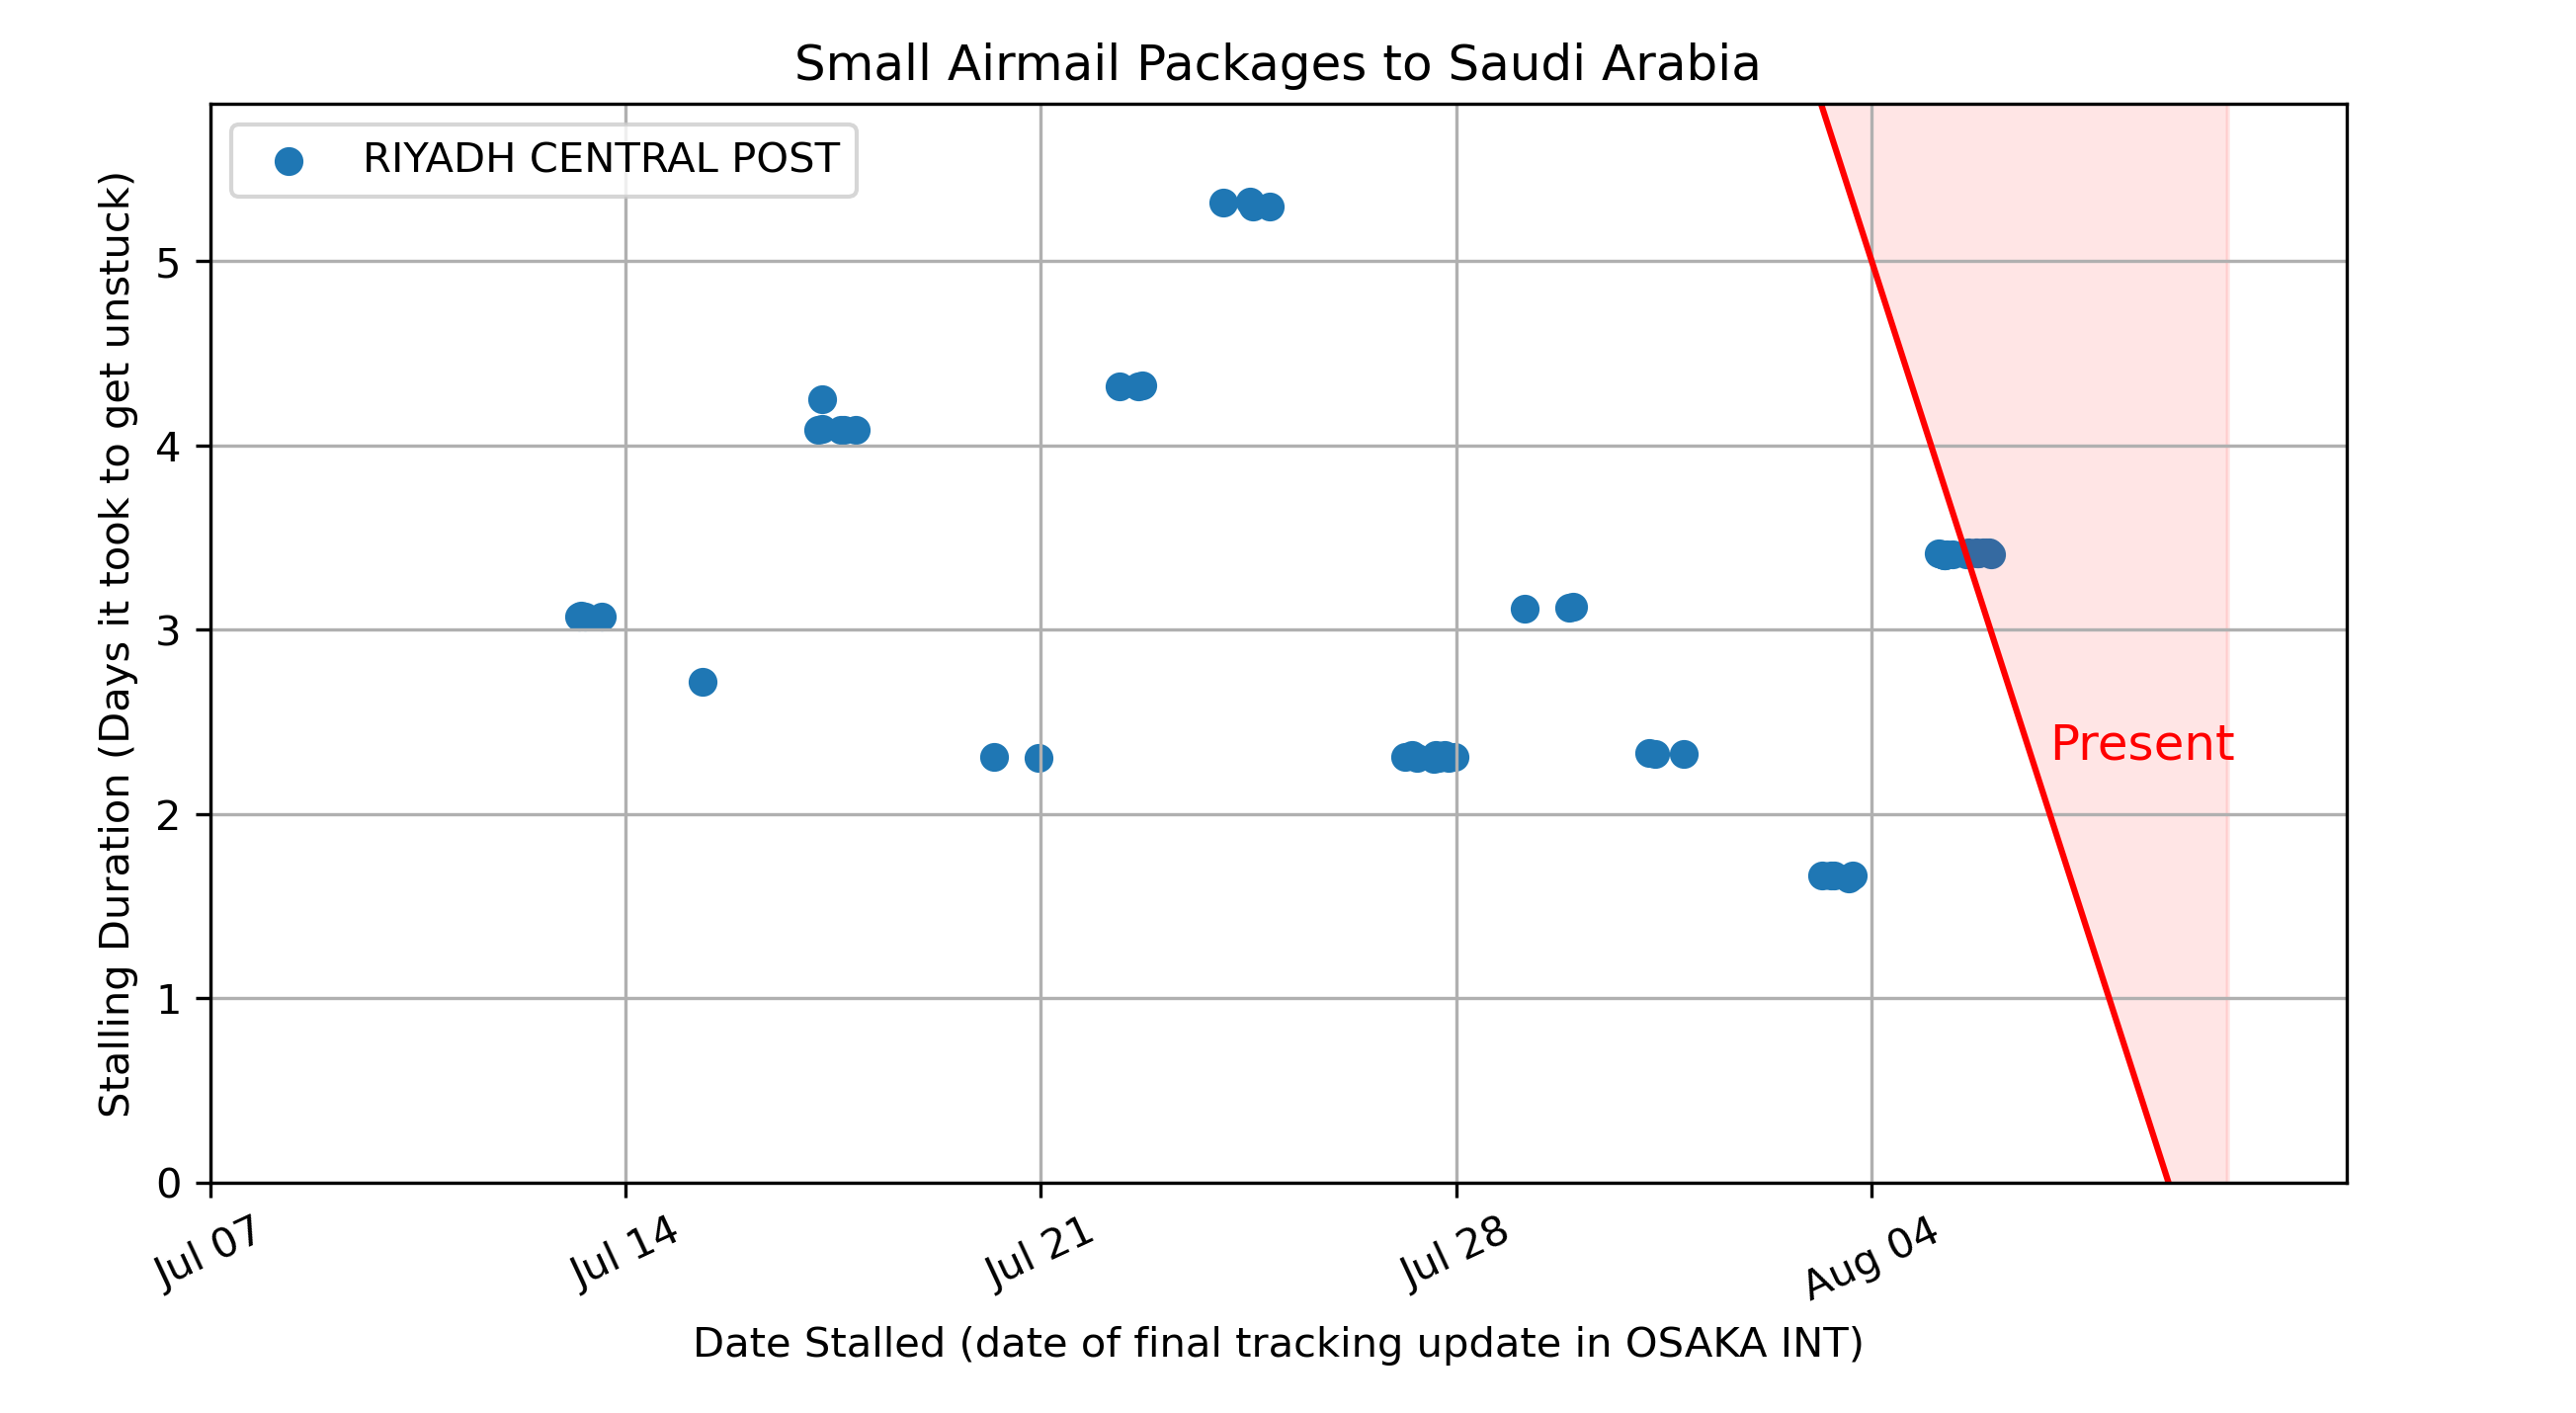 Small Airmail Packages to Saudi Arabia
RIYADH CENTRAL POST
Stalling Duration (Days it took to get unstuck)
5
4
3
2
1
0
Present
Jul 07
Jul 14
Jul 21
Jul 28
Aug 04
Date Stalled (date of final tracking update in OSAKA INT)